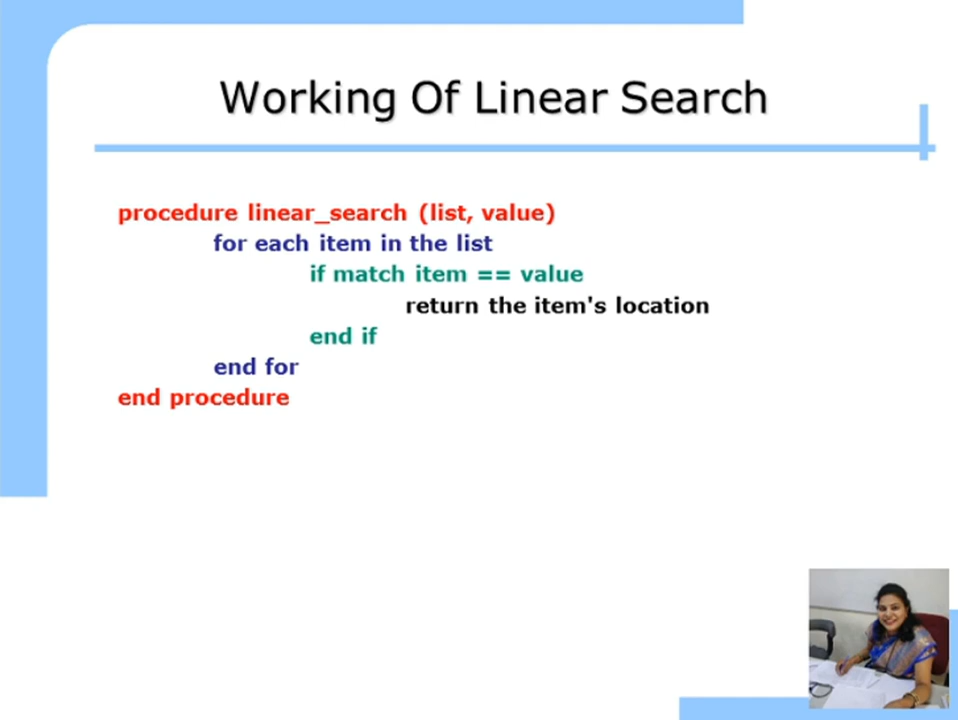 Working Of Linear Search
procedure linear_search (list, value)
for each item in the list
if match item == value
return the item's location
end if
end for
end procedure